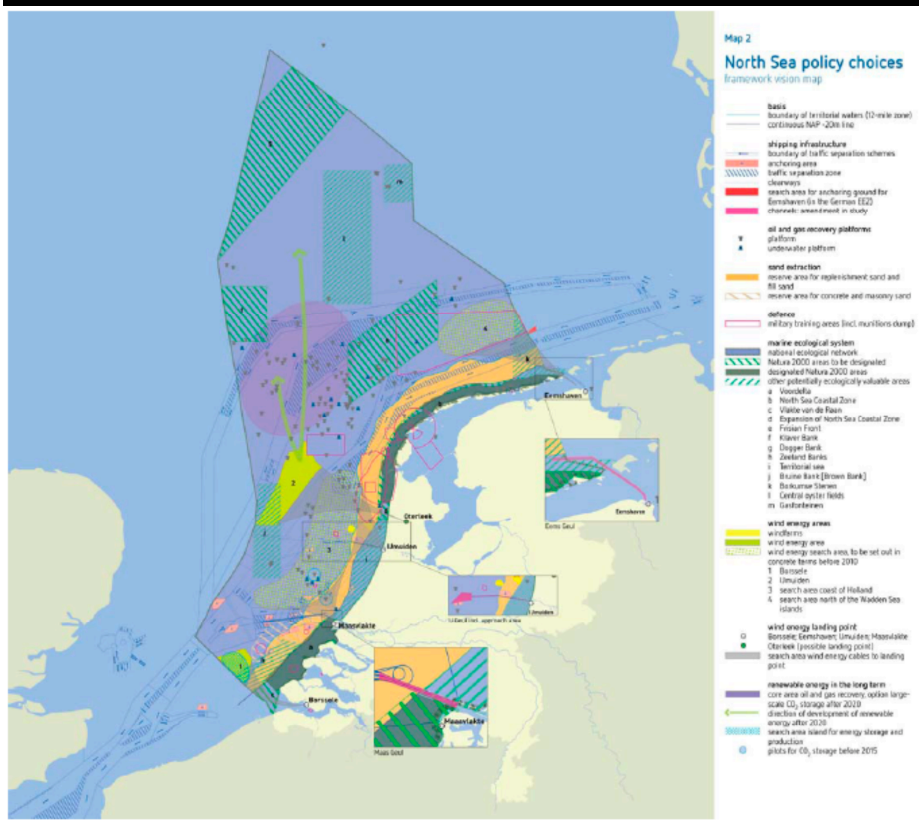 Map 2
North Sea policy choices
framework vision map
basis
boundary of territorial waters (12-mile zone)
continuous NAP -20m line
shipping infrastructure
boundary of traffic separation schemes
anchoring area
traffic separation zone
clearways
search area for anchoring ground for
Eemshaven (in the German EEZ)
channels: amendment in study
oil and gas recovery platforms
platform
underwater platform
sand extraction
reserve area for replenishment sand and
fill sand
reserve area for concrete and masonry sand
defence
military training areas (incl. munitions dump)
marine ecological system
national ecological network
Natura 2000 areas to be designated
designated Natura 2000 areas
other potentially ecologically valuable areas
a Voordelta
b North Sea Coastal Zone
c Vlakte van de Raan
d Expansion of North Sea Coastal Zone
e Frisian Front
f Klaver Bank
g Dogger Bank
h Zeeland Banks
i Territorial sea
j Bruine Bank (Brown Bank)
k Borkumse Stenen
l Central oyster fields
m Gasfonteinen
wind energy areas
windfarms
wind energy area
wind energy search area, to be set out in
concrete terms before 2010
1 Borssele
2 IJmuiden
3 search area coast of Holland
4 search area north of the Wadden Sea
islands
wind energy landing point
Borssele; Eemshaven; IJmuiden; Maasvlakte
Oterleek (possible landing point)
search area wind energy cables to landing
point
renewable energy in the long term
core area oil and gas recovery, option large-
scale CO₂ storage after 2020
direction of development of renewable
energy after 2020
search area island for energy storage and
production
pilots for CO₂ storage before 2015
4
Eemshaven
2
Eemshaven
Eems Geul
Oterleek
3
IJmuiden
IJmuiden
Maasvlakte
1
Borssele
Maasvlakte
Maas Geul